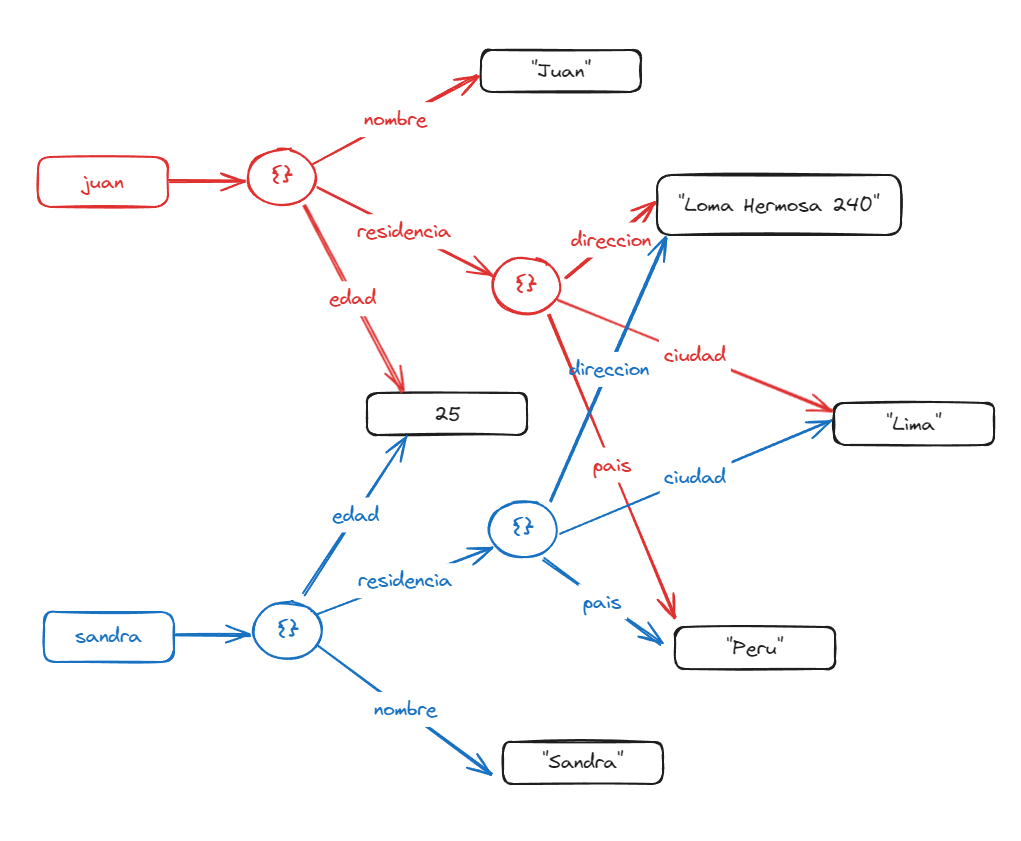 "Juan"
nombre
juan
{}
"Loma Hermosa 240"
residencia
direccion
{}
edad
ciudad
direccion
25
"Lima"
pais
ciudad
edad
{}
residencia
pais
sandra
{}
"Peru"
nombre
"Sandra"